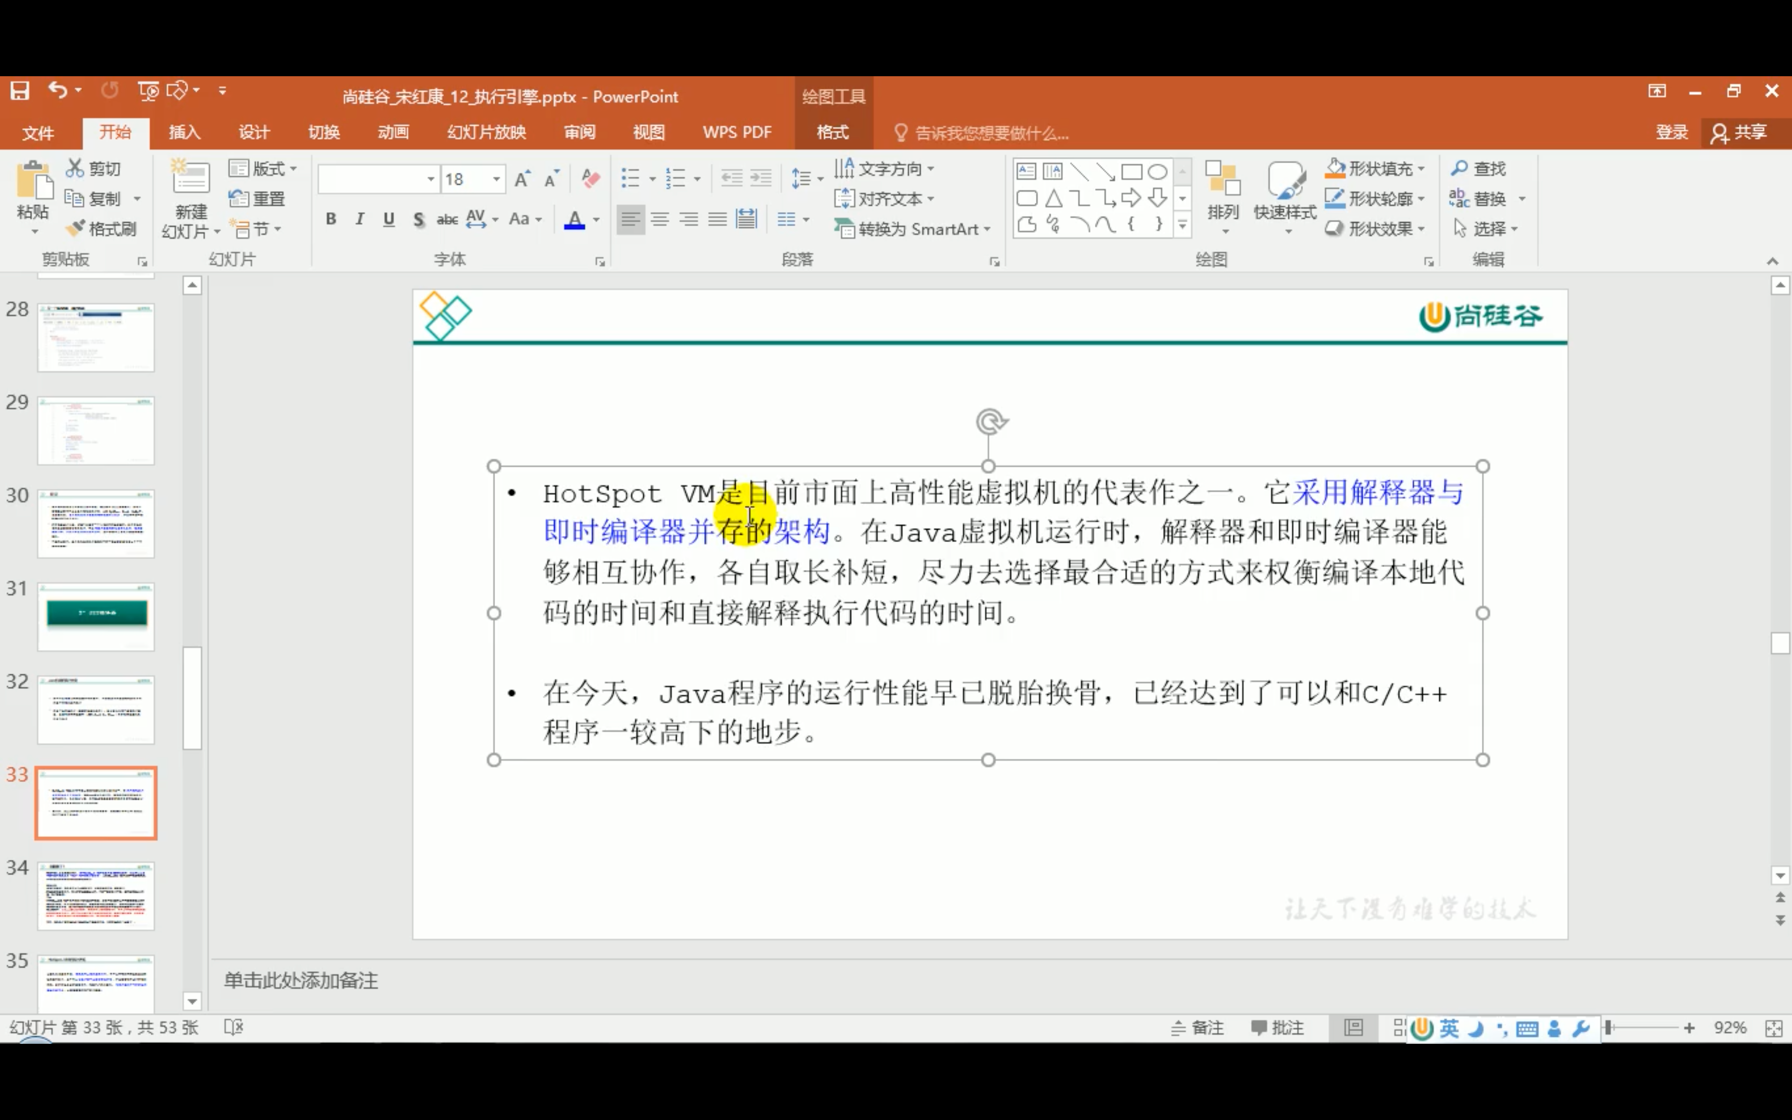 尚硅谷_宋红康_12_执行引擎.pptx - PowerPoint
绘图工具
文件 开始 插入 设计 切换 动画 幻灯片放映 审阅 视图 WPS PDF 格式 告诉我您想要做什么... 登录 共享
粘贴
剪切
复制
格式刷
剪贴板
新建
幻灯片
版式
重置
节
幻灯片
18
B I U S abc AV Aa A
字体
文字方向
对齐文本
转换为 SmartArt
段落
排列
快速样式
形状填充
形状轮廓
形状效果
绘图
查找
替换
选择
编辑
28
29
30
31
32
33
34
35
尚硅谷
• HotSpot VM是目前市面上高性能虚拟机的代表作之一。它采用解释器与
即时编译器并存的架构。在Java虚拟机运行时，解释器和即时编译器能
够相互协作，各自取长补短，尽力去选择最合适的方式来权衡编译本地代
码的时间和直接解释执行代码的时间。
• 在今天，Java程序的运行性能早已脱胎换骨，已经达到了可以和C/C++
程序一较高下的地步。
让天下没有难学的技术
单击此处添加备注
幻灯片 第 33 张，共 53 张
备注 批注 英 92%